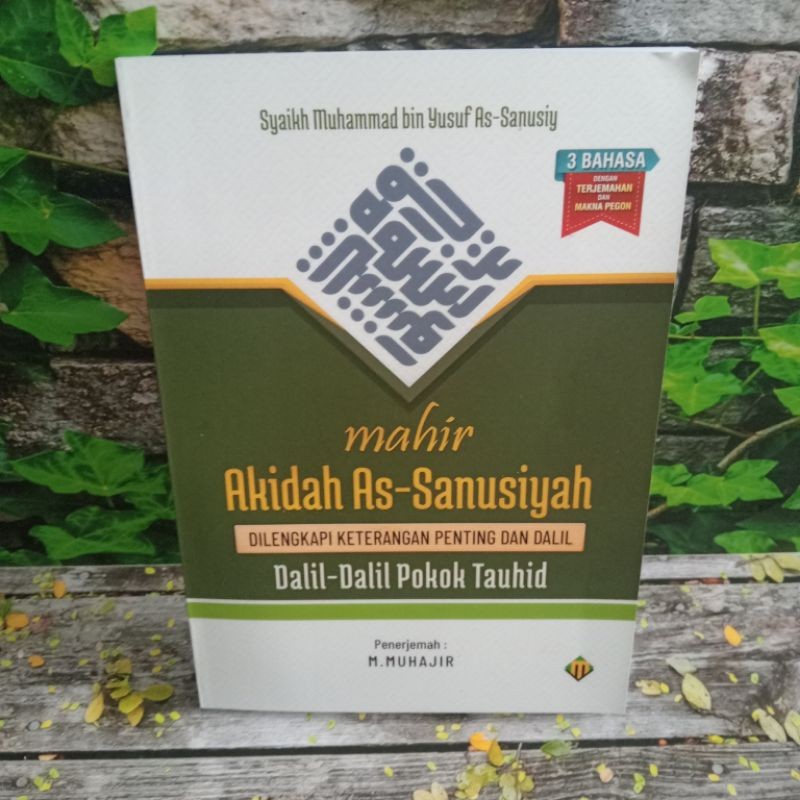 Syaikh Muhammad bin Yusuf As-Sanusiy
3 BAHASA
DENGAN
TERJEMAHAN
DAN
MAKNA PEGON
mahir
Akidah As-Sanusiyah
DILENGKAPI KETERANGAN PENTING DAN DALIL
Dalil-Dalil Pokok Tauhid
Penerjemah :
M.MUHAJIR